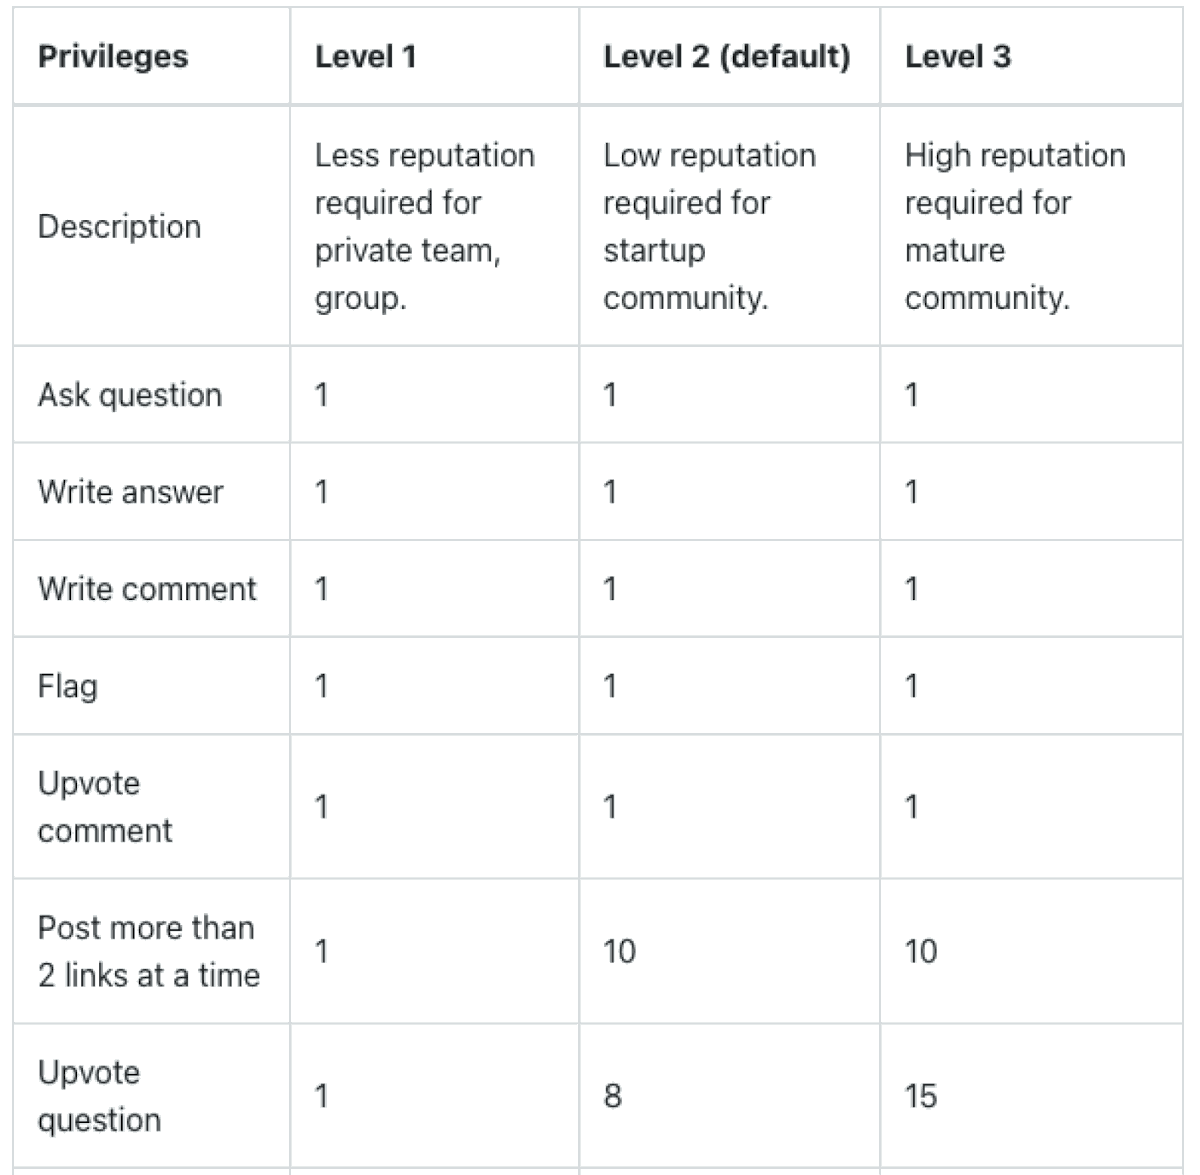 Privileges Level 1 Level 2 (default) Level 3
Description
Less reputation
required for
private team,
group.
Low reputation
required for
startup
community.
High reputation
required for
mature
community.
Ask question 1 1 1
Write answer 1 1 1
Write comment 1 1 1
Flag 1 1 1
Upvote
comment
1 1 1
Post more than
2 links at a time
1 10 10
Upvote
question
1 8 15